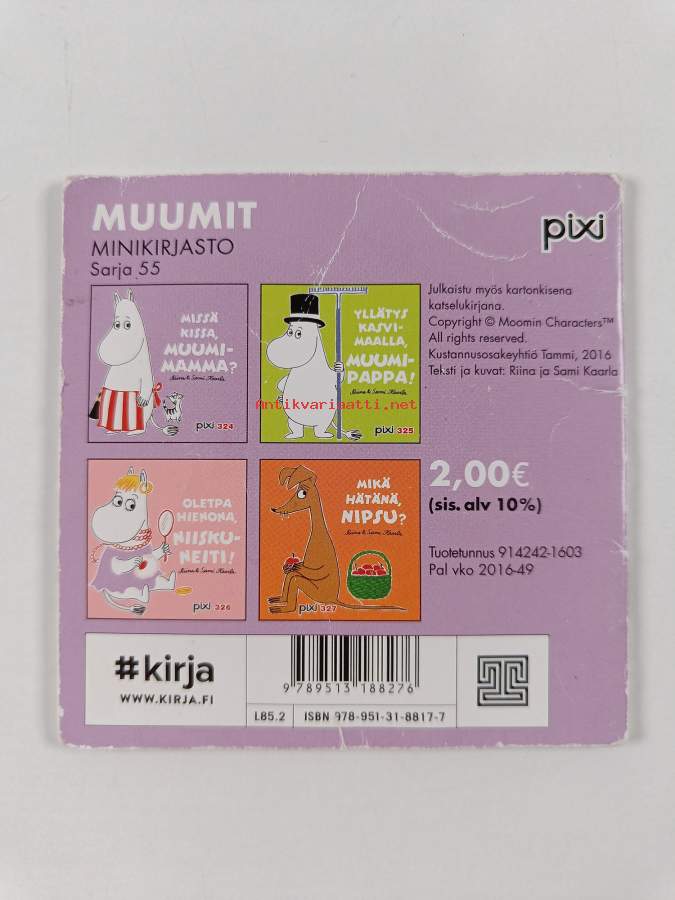 MUUMIT
MINIKIRJASTO
Sarja 55
pixi
MISSÄ
KISSA,
MUUMI-
MAMMA?
Riina & Sami Kaarla
pixi 324
YLLÄTYS
KASVI-
MAALLA,
MUUMI-
PAPPA!
Riina & Sami Kaarla
pixi 325
Julkaistu myös kartonkisena
katselukirjana.
Copyright © Moomin Characters™
All rights reserved.
Kustannusosakeyhtiö Tammi, 2016
Teksti ja kuvat: Riina ja Sami Kaarla
Antikvariaatti.net
OLETPA
HIENONA,
NIISKU-
NEITI!
Riina & Sami Kaarla
pixi 326
MIKÄ
HÄTÄNÄ,
NIPSU?
Riina & Sami Kaarla
pixi 327
2,00€
(sis. alv 10%)
Tuotetunnus 914242-1603
Pal vko 2016-49
#kirja
WWW.KIRJA.FI
9 789513 188276
L85.2 ISBN 978-951-31-8817-7